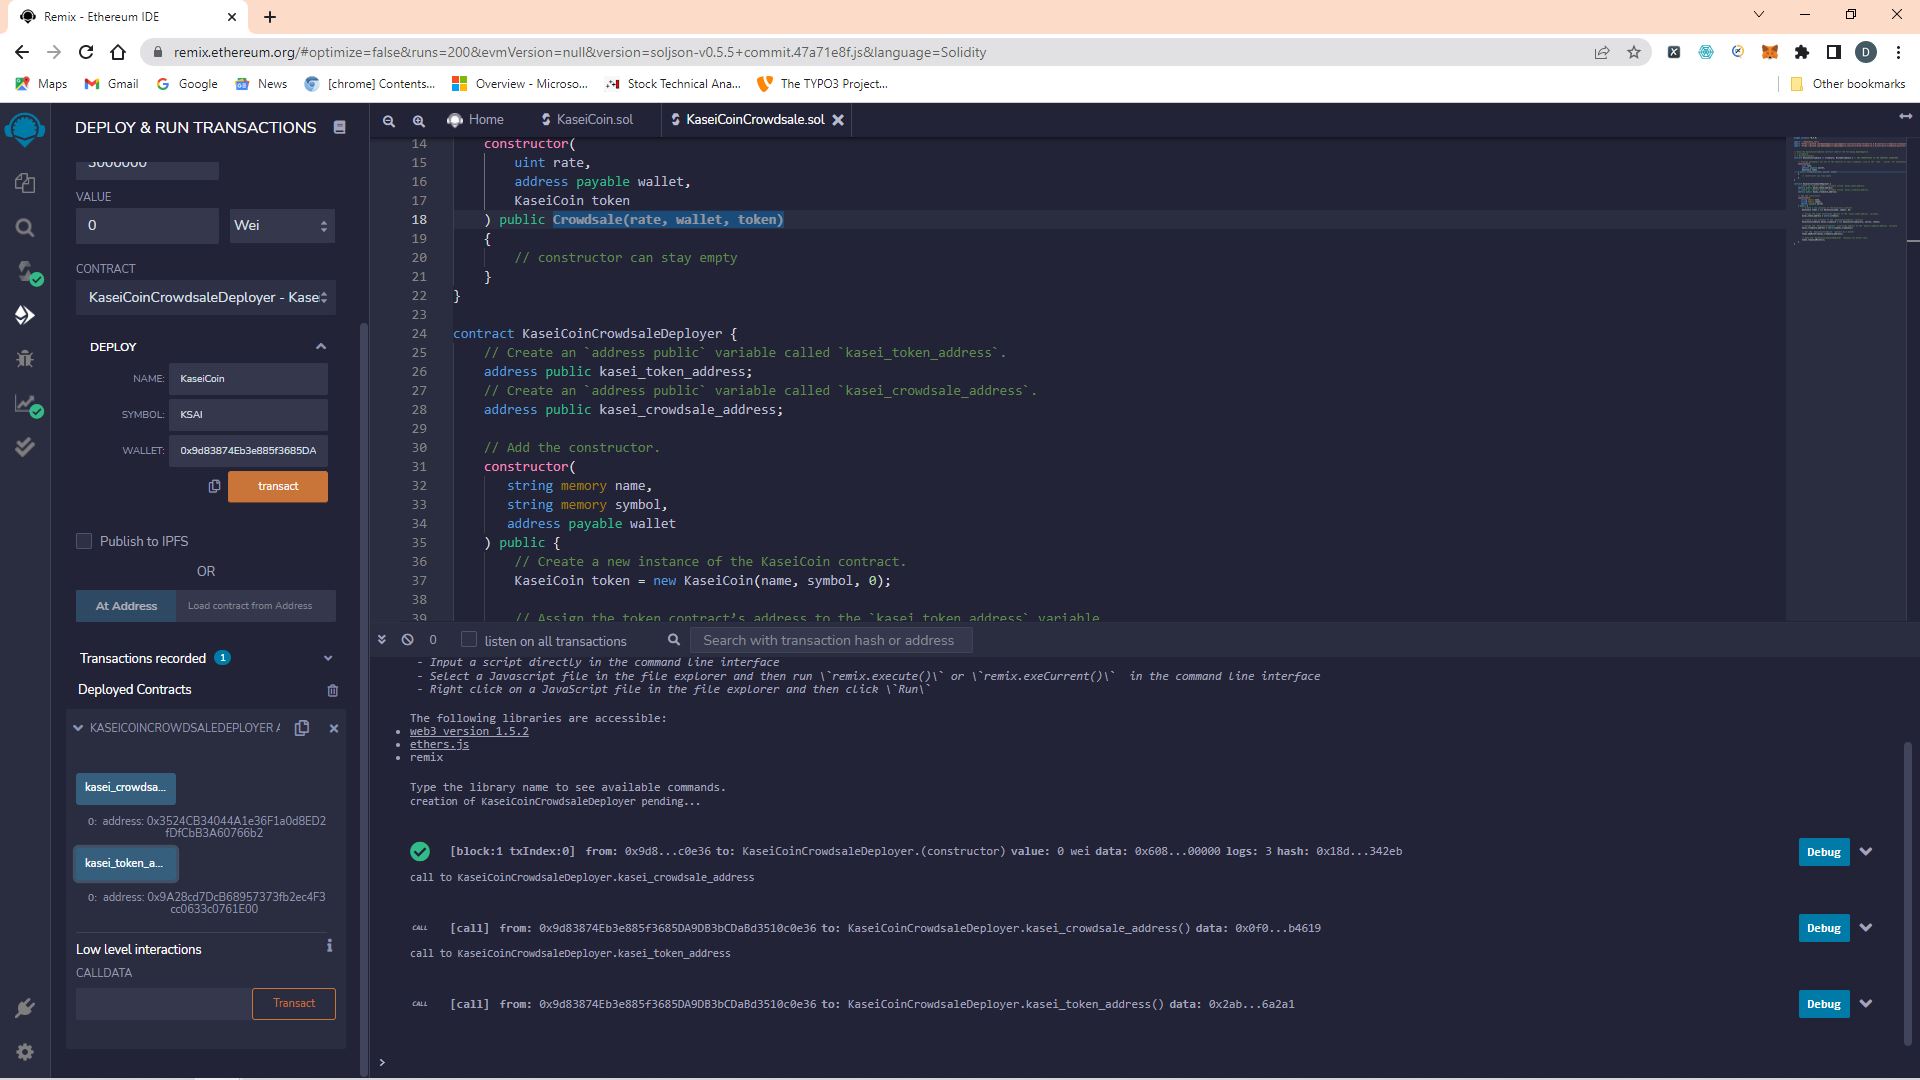 Remix - Ethereum IDE
remix.ethereum.org/#optimize=false&runs=200&evmVersion=null&version=soljson-v0.5.5+commit.47a71e8f.js&language=Solidity
D
Maps
Gmail
Google
News
[chrome] Contents...
Overview - Microso...
Stock Technical Ana...
The TYPO3 Project...
Other bookmarks
DEPLOY & RUN TRANSACTIONS
3000000
VALUE
0
Wei
CONTRACT
KaseiCoinCrowdsaleDeployer - Kasei
DEPLOY
NAME:
KaseiCoin
SYMBOL:
KSAI
WALLET:
0x9d83874Eb3e885f3685DA
transact
Publish to IPFS
OR
At Address
Load contract from Address
Transactions recorded 1
Deployed Contracts
KASEICOINCROWDSALEDEPLOYER A
kasei_crowdsa...
0: address: 0x3524CB34044A1e36F1a0d8ED2
fDfCbB3A60766b2
kasei_token_a...
0: address: 0x9A28cd7DcB68957373fb2ec4F3
cc0633c0761E00
Low level interactions
CALLDATA
Transact
Home
KaseiCoin.sol
KaseiCoinCrowdsale.sol
14 constructor(
15 uint rate,
16 address payable wallet,
17 KaseiCoin token
18 ) public Crowdsale(rate, wallet, token)
19 {
20 // constructor can stay empty
21 }
22 }
23
24 contract KaseiCoinCrowdsaleDeployer {
25 // Create an `address public` variable called `kasei_token_address`.
26 address public kasei_token_address;
27 // Create an `address public` variable called `kasei_crowdsale_address`.
28 address public kasei_crowdsale_address;
29
30 // Add the constructor.
31 constructor(
32 string memory name,
33 string memory symbol,
34 address payable wallet
35 ) public {
36 // Create a new instance of the KaseiCoin contract.
37 KaseiCoin token = new KaseiCoin(name, symbol, 0);
38
39 // Assign the token contract's address to the `kasei_token_address` variable
0
listen on all transactions
Search with transaction hash or address
- Input a script directly in the command line interface
- Select a Javascript file in the file explorer and then run \`remix.execute()\` or \`remix.exeCurrent()\` in the command line interface
- Right click on a JavaScript file in the file explorer and then click \`Run\`
The following libraries are accessible:
• web3 version 1.5.2
• ethers.js
• remix
Type the library name to see available commands.
creation of KaseiCoinCrowdsaleDeployer pending...
[block:1 txIndex:0] from: 0x9d8...c0e36 to: KaseiCoinCrowdsaleDeployer.(constructor) value: 0 wei data: 0x608...00000 logs: 3 hash: 0x18d...342eb
Debug
call to KaseiCoinCrowdsaleDeployer.kasei_crowdsale_address
CALL [call] from: 0x9d83874Eb3e885f3685DA9DB3bCDaBd3510c0e36 to: KaseiCoinCrowdsaleDeployer.kasei_crowdsale_address() data: 0x0f0...b4619
Debug
call to KaseiCoinCrowdsaleDeployer.kasei_token_address
CALL [call] from: 0x9d83874Eb3e885f3685DA9DB3bCDaBd3510c0e36 to: KaseiCoinCrowdsaleDeployer.kasei_token_address() data: 0x2ab...6a2a1
Debug
>